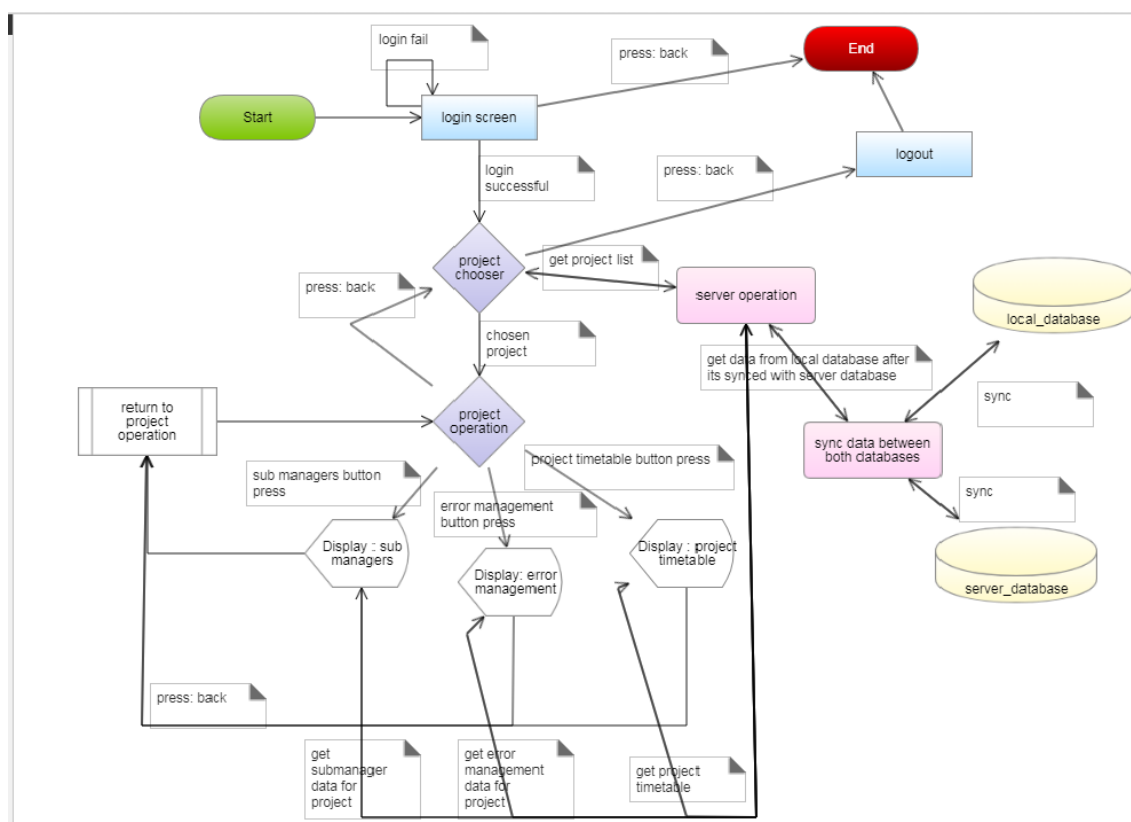 login fail
End
press: back
Start
login screen
logout
login
successful
press: back
project
chooser
get project list
server operation
press: back
local_database
chosen
project
get data from local database after
its synced with server database
sync
return to
project
operation
project
operation
sync data between
both databases
sub managers button
press
project timetable button press
error management
button press
sync
Display : sub
managers
Display: error
management
Display : project
timetable
server_database
press: back
get
submanager
data for
project
get error
management
data for
project
get project
timetable